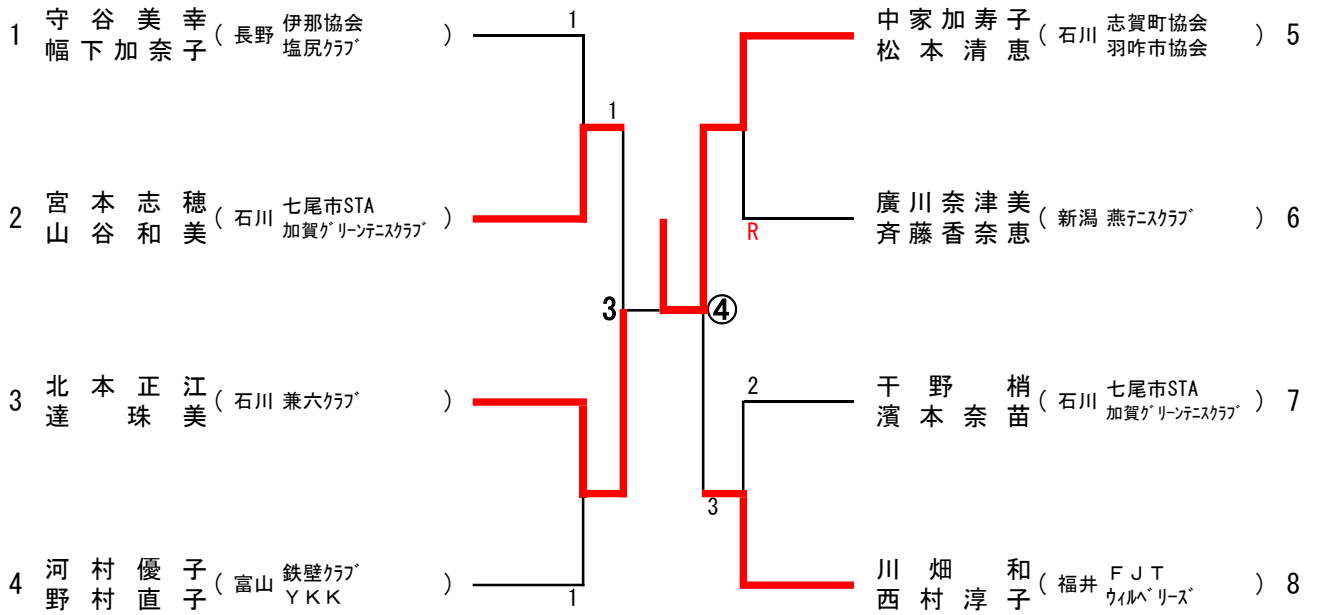 1 守谷美幸 幅下加奈子 ( 長野 伊那協会 塩尻ｸﾗﾌﾞ )
1
1
2 宮本志穂 山谷和美 ( 石川 七尾市STA 加賀ｸﾞﾘｰﾝﾃﾆｽｸﾗﾌﾞ )
3
3 北本正江 達珠美 ( 石川 兼六ｸﾗﾌﾞ )
4 河村優子 野村直子 ( 富山 鉄壁ｸﾗﾌﾞ ＹＫＫ )
1
中家加寿子 松本清恵 ( 石川 志賀町協会 羽咋市協会 ) 5
廣川奈津美 斉藤香奈恵 ( 新潟 燕ﾃﾆｽｸﾗﾌﾞ ) 6
R
④
2
干野梢 濱本奈苗 ( 石川 七尾市STA 加賀ｸﾞﾘｰﾝﾃﾆｽｸﾗﾌﾞ ) 7
3
川畑和 西村淳子 ( 福井 ＦＪＴ ｳｨﾙﾍﾞﾘｰｽﾞ ) 8